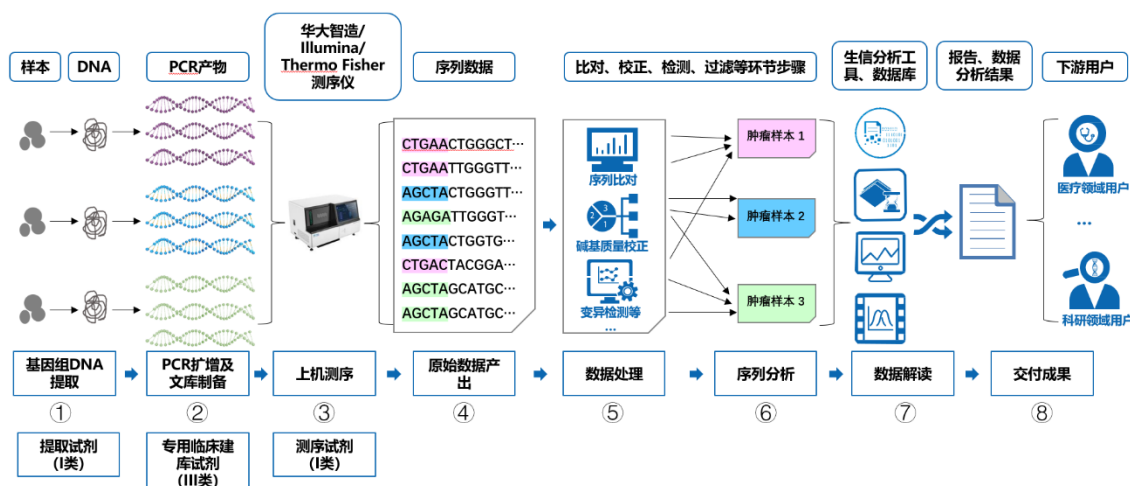 样本
DNA
PCR产物
华大智造/
Illumina/
Thermo Fisher
测序仪
序列数据
比对、校正、检测、过滤等环节步骤
生信分析工
具、数据库
报告、数据
分析结果
下游用户
CTGAACTGGGCT…
CTGAATTGGGTT…
AGCTACTGGGTT…
AGAGATTGGGT…
AGCTACTGGTG…
CTGACTACGGA…
AGCTAGCATGC…
AGCTAGCATGC…
序列比对
3
2
1
碱基质量校正
变异检测等
…
肿瘤样本 1
肿瘤样本 2
肿瘤样本 3
医疗领域用户
…
科研领域用户
基因组DNA
提取
PCR扩增及
文库制备
上机测序
原始数据产
出
数据处理
序列分析
数据解读
交付成果
①
②
③
④
⑤
⑥
⑦
⑧
提取试剂
(I类)
专用临床建
库试剂
(III类)
测序试剂
(I类)